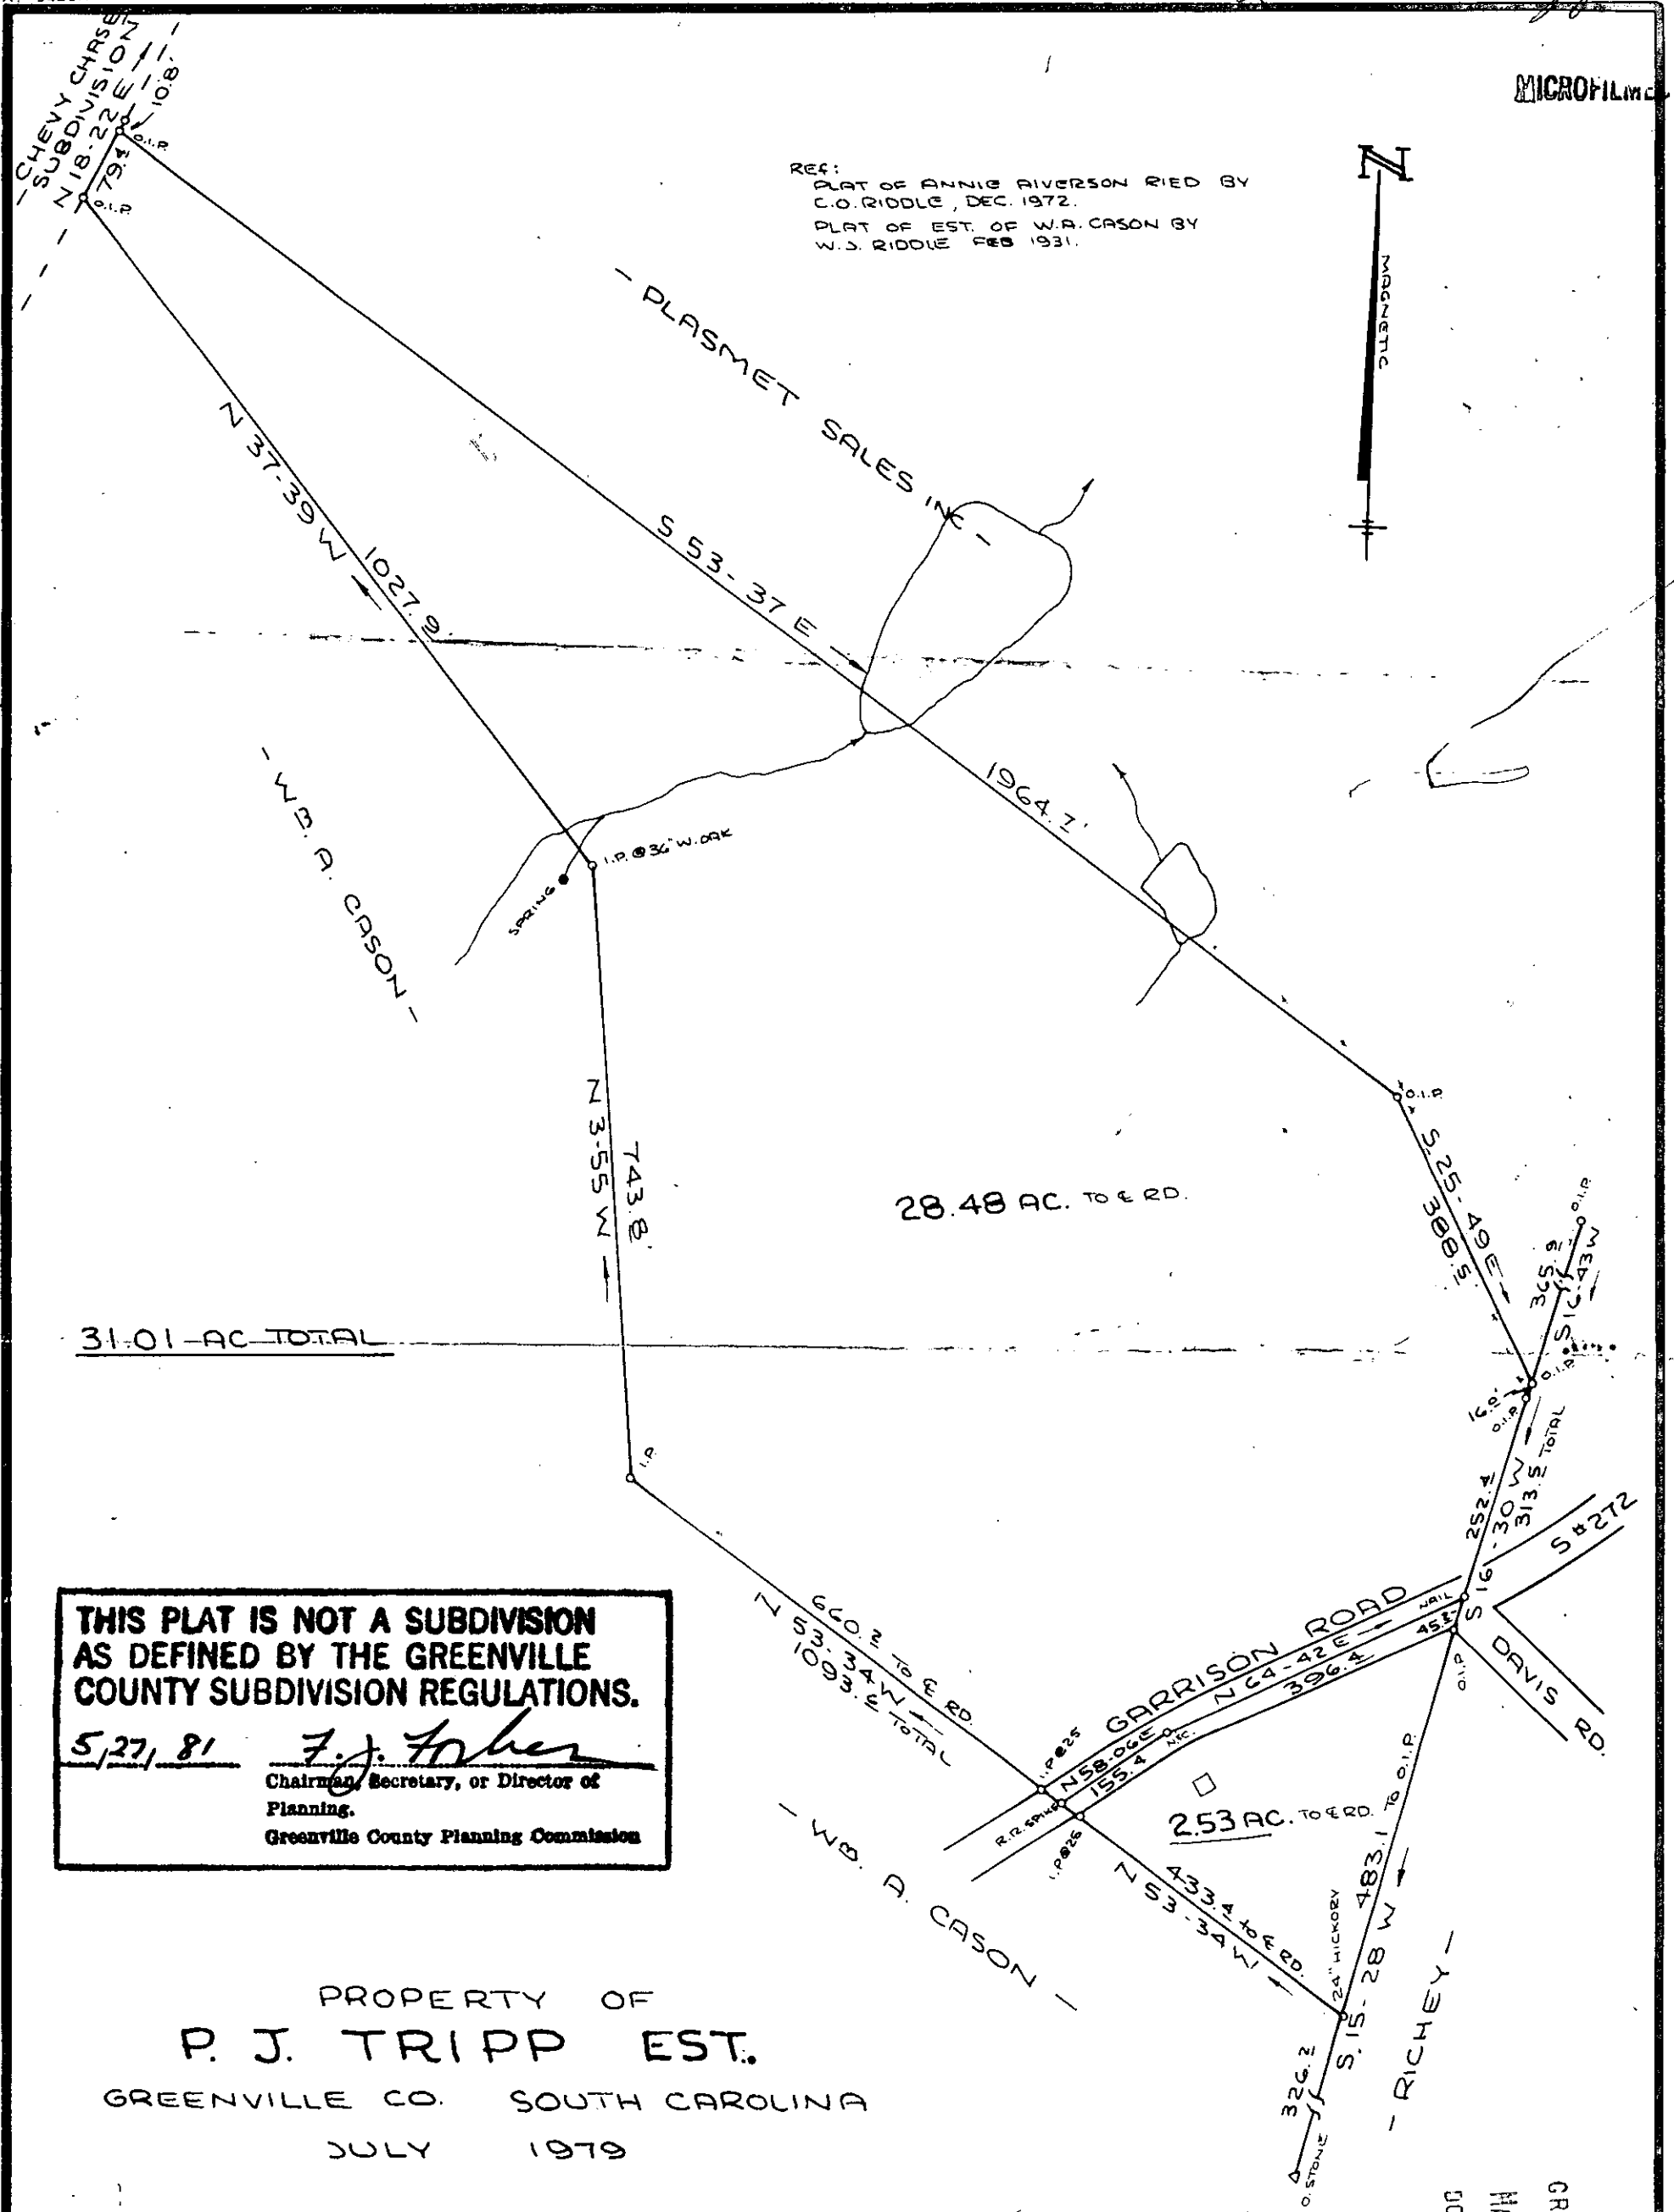 MICROFILMED
- CHEVY CHASE
SUBDIVISION -
N 18-22 E
10.8'
79.4
O.I.P.
O.I.P.
REF:
PLAT OF ANNIE AIVERSON RIED BY
C.O. RIDDLE, DEC. 1972.
PLAT OF EST. OF W.A. CASON BY
W.J. RIDDLE FEB 1931.
N
MAGNETIC
- PLASMET SALES INC -
N 37-39 W
1027.9'
S 53-37 E
1964.7'
- WB. A. CASON -
SPRING
I.P. @ 36" W. OAK
O.I.P.
N 3-55 W
743.8'
28.48 AC. TO ℄ RD.
S 25-49 E
388.5
O.I.P.
365.9
S 16-43 W
31.01 AC TOTAL
O.I.P.
16.0'
O.I.P.
I.P.
252.4
S 16-30 W
313.5 TOTAL
S #272
THIS PLAT IS NOT A SUBDIVISION
AS DEFINED BY THE GREENVILLE
COUNTY SUBDIVISION REGULATIONS.
5/27/81
Chairman, Secretary, or Director of
Planning.
Greenville County Planning Commission
660.2 TO ℄ RD.
N 53-34 W
1093.6 TOTAL
GARRISON ROAD
NAIL
N 64-42 E
45.7
396.4
O.I.P.
DAVIS RD.
I.P. @ 25
N 58-06 E
N&C.
155.4
R.R. SPIKE
I.P. @ 25
2.53 AC. TO ℄ RD.
483.1 TO O.I.P.
S. 15-28 W
433.4 to ℄ RD.
N 53-34 W
24" HICKORY
- WB. A. CASON -
- RICHEY -
326.2
O. STONE
PROPERTY OF
P. J. TRIPP EST.
GREENVILLE CO. SOUTH CAROLINA
JULY 1979